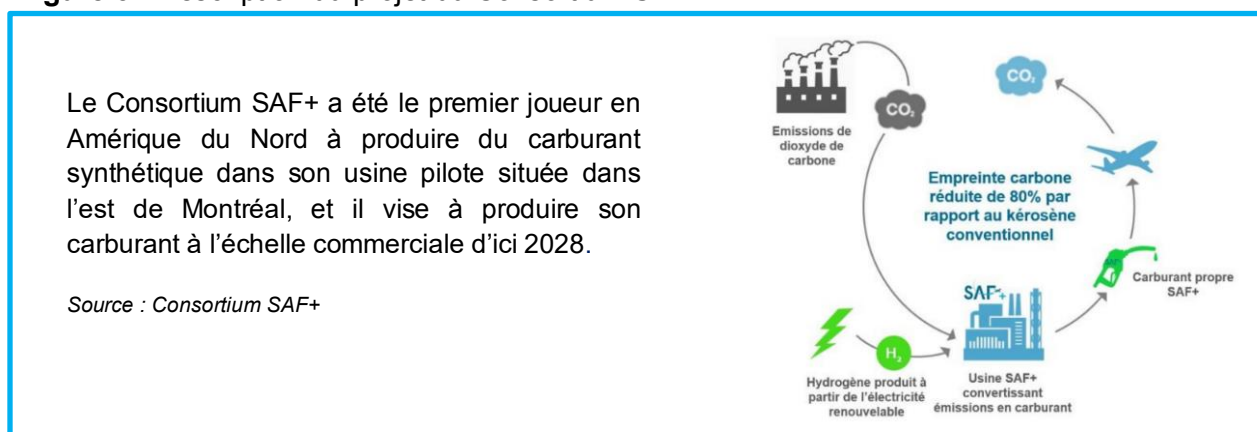 Le Consortium SAF+ a été le premier joueur en
Amérique du Nord à produire du carburant
synthétique dans son usine pilote située dans
l’est de Montréal, et il vise à produire son
carburant à l’échelle commerciale d’ici 2028.
Source : Consortium SAF+
CO₂
CO₂
Emissions de
dioxyde de
carbone
Empreinte carbone
réduite de 80% par
rapport au kérosène
conventionnel
Carburant propre
SAF+
SAF+
H₂
Hydrogène produit à
partir de l’électricité
renouvelable
Usine SAF+
convertissant
émissions en carburant